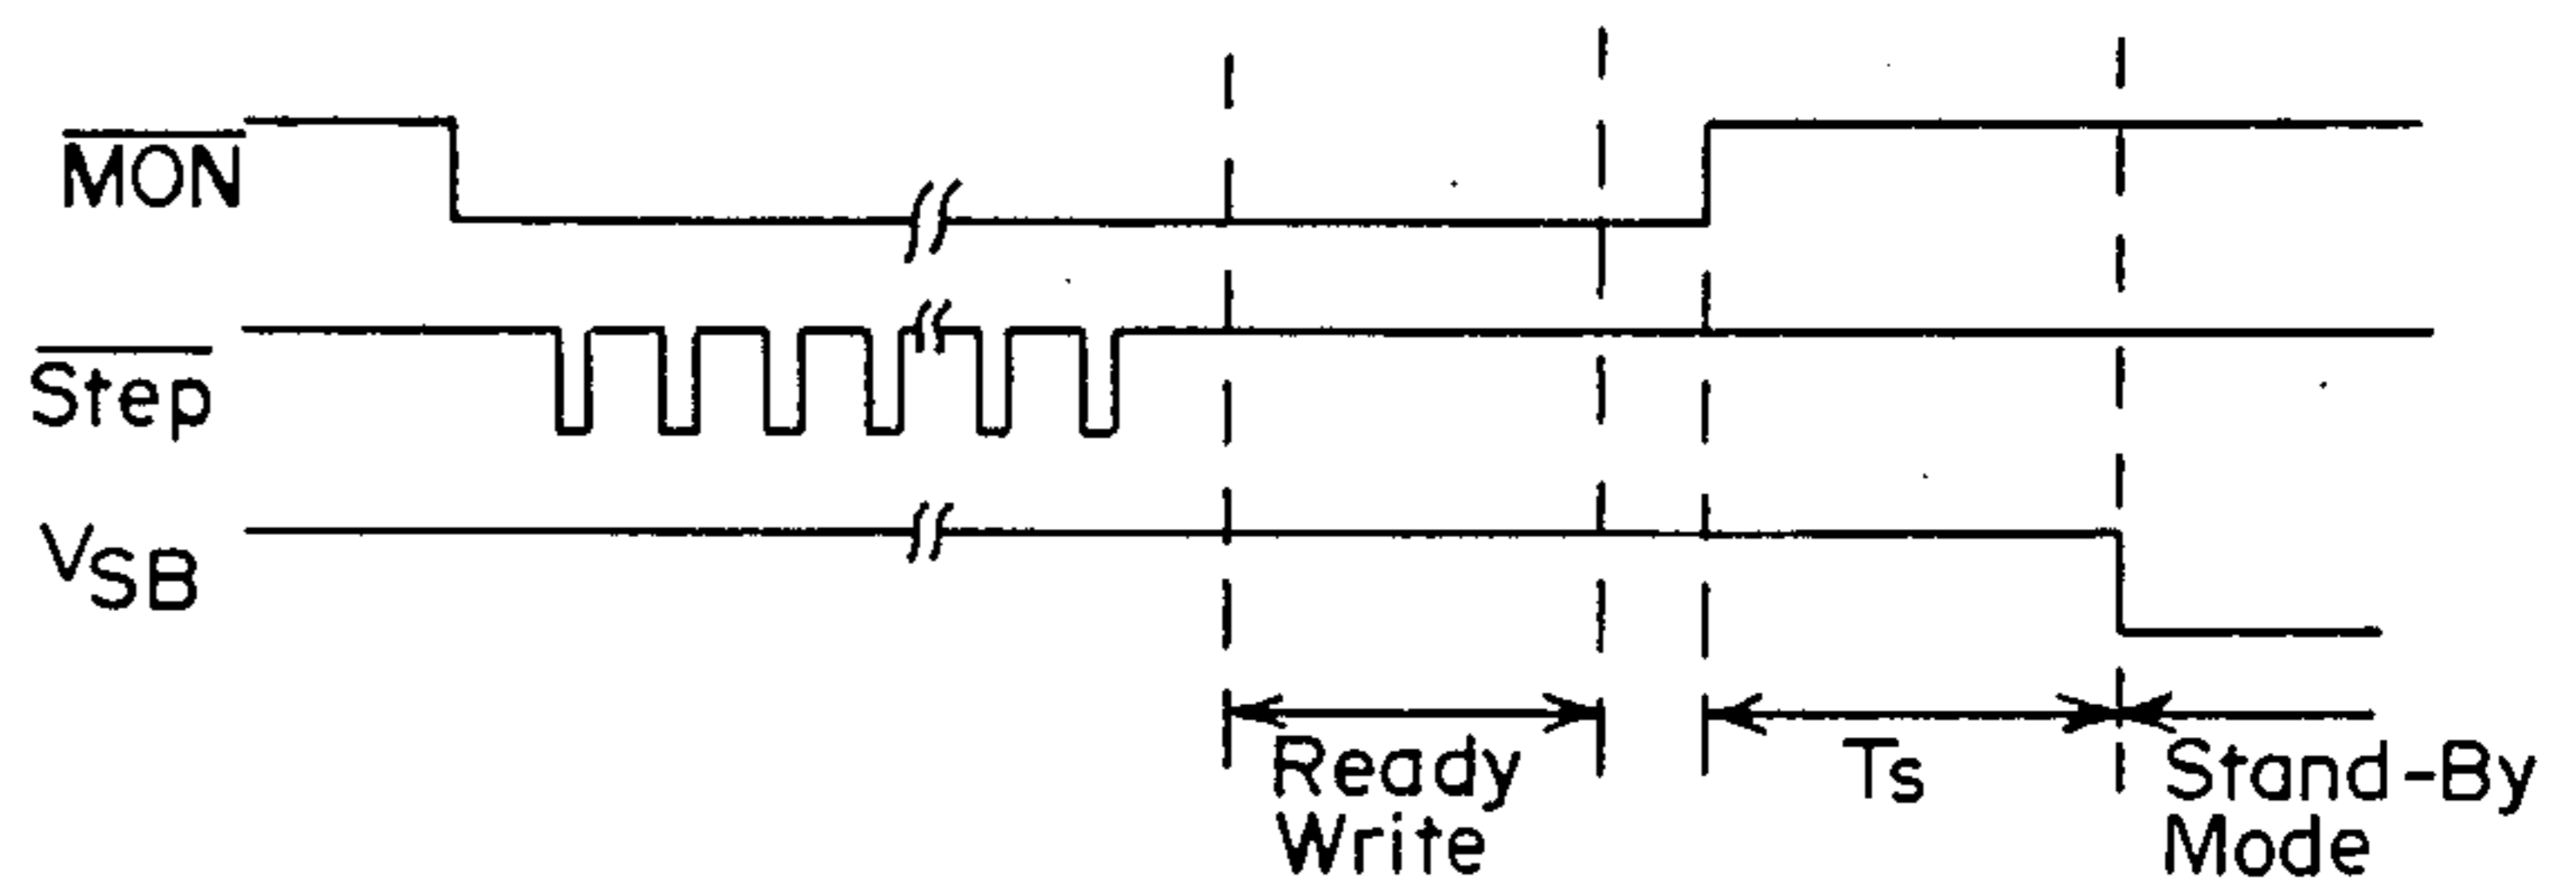 MON
Step
VSB
Ready
Write
Ts
Stand-By
Mode